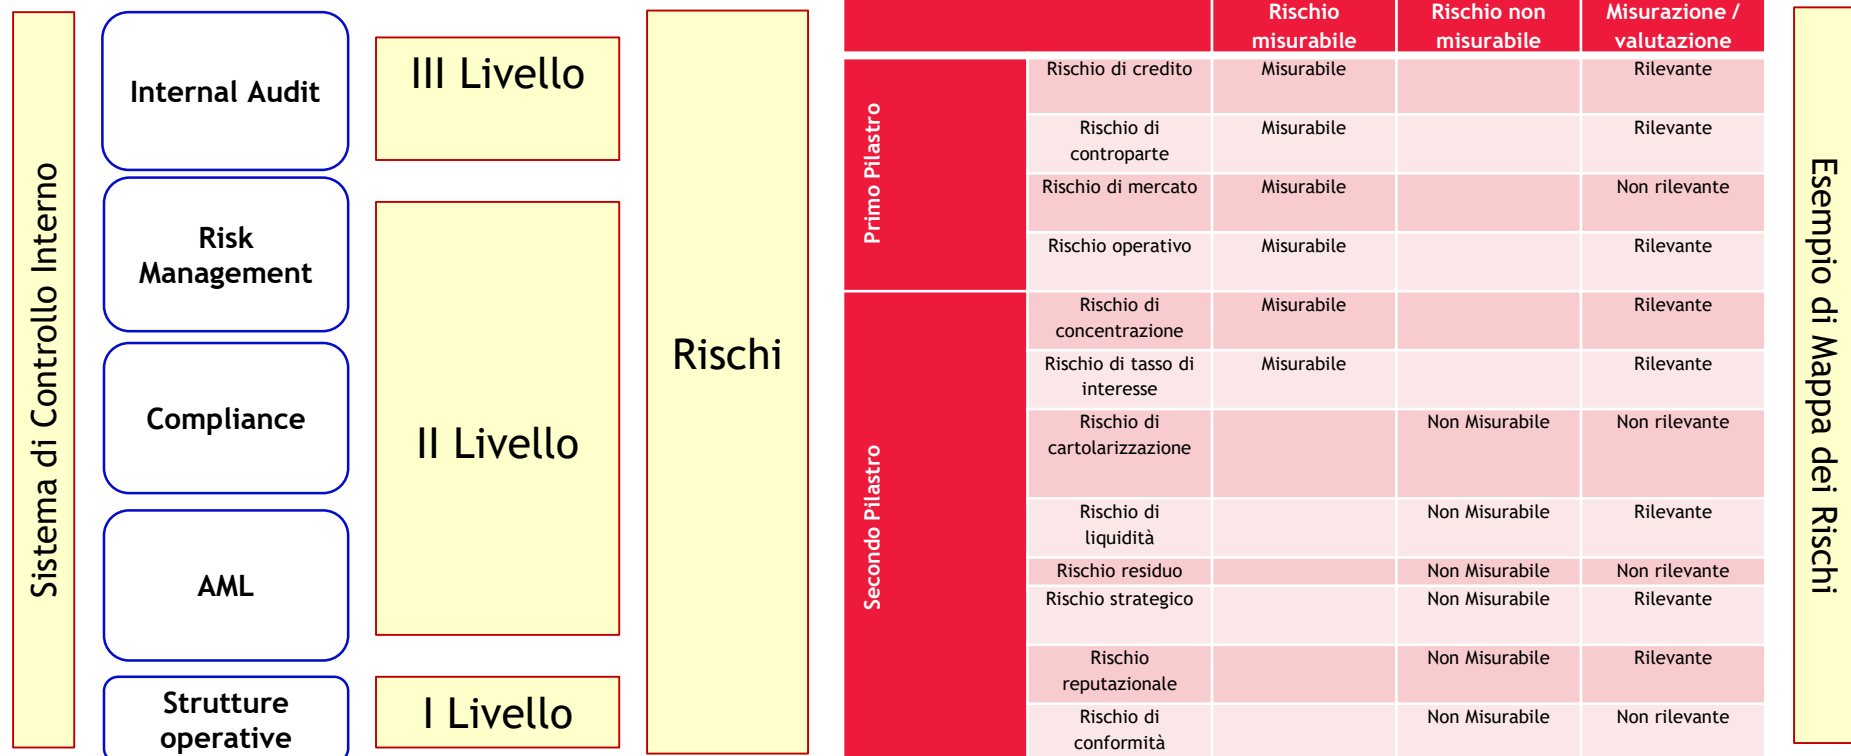 Sistema di Controllo Interno
Internal Audit
Risk
Management
Compliance
AML
Strutture
operative
III Livello
II Livello
I Livello
Rischi
Rischio
misurabile
Rischio non
misurabile
Misurazione /
valutazione
Primo Pilastro
Rischio di credito
Misurabile
Rilevante
Rischio di
controparte
Misurabile
Rilevante
Rischio di mercato
Misurabile
Non rilevante
Rischio operativo
Misurabile
Rilevante
Secondo Pilastro
Rischio di
concentrazione
Misurabile
Rilevante
Rischio di tasso di
interesse
Misurabile
Rilevante
Rischio di
cartolarizzazione
Non Misurabile
Non rilevante
Rischio di
liquidità
Non Misurabile
Rilevante
Rischio residuo
Non Misurabile
Non rilevante
Rischio strategico
Non Misurabile
Rilevante
Rischio
reputazionale
Non Misurabile
Rilevante
Rischio di
conformità
Non Misurabile
Non rilevante
Esempio di Mappa dei Rischi